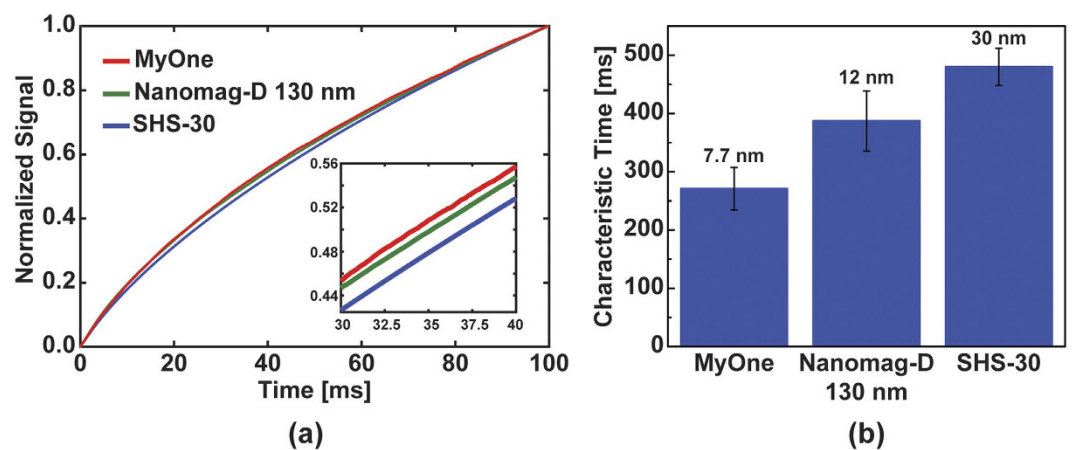 1.0
0.8
0.6
0.4
0.2
0.0
Normalized Signal
MyOne
Nanomag-D 130 nm
SHS-30
0.56
0.52
0.48
0.44
30 32.5 35 37.5 40
0 20 40 60 80 100
Time [ms]
(a)
500
400
300
200
100
0
Characteristic Time [ms]
7.7 nm
12 nm
30 nm
MyOne Nanomag-D SHS-30
130 nm
(b)